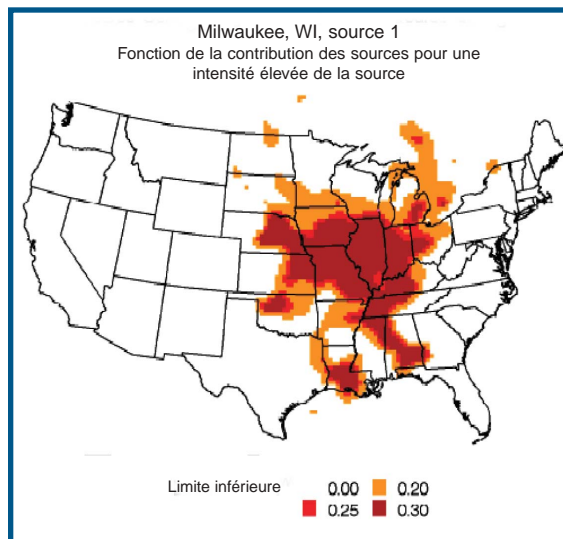 Milwaukee, WI, source 1
Fonction de la contribution des sources pour une
intensité élevée de la source
Limite inférieure 0.00 0.20
0.25 0.30